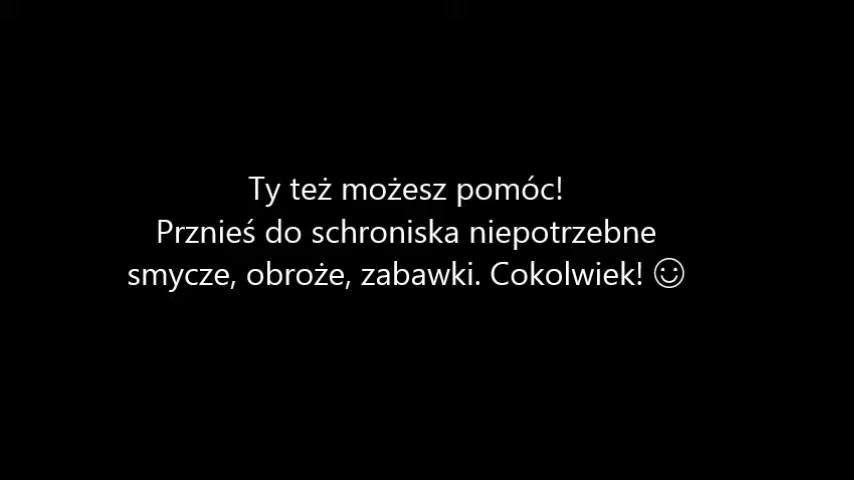 Ty też możesz pomóc!
Prznieś do schroniska niepotrzebne
smycze, obroże, zabawki. Cokolwiek! ☺